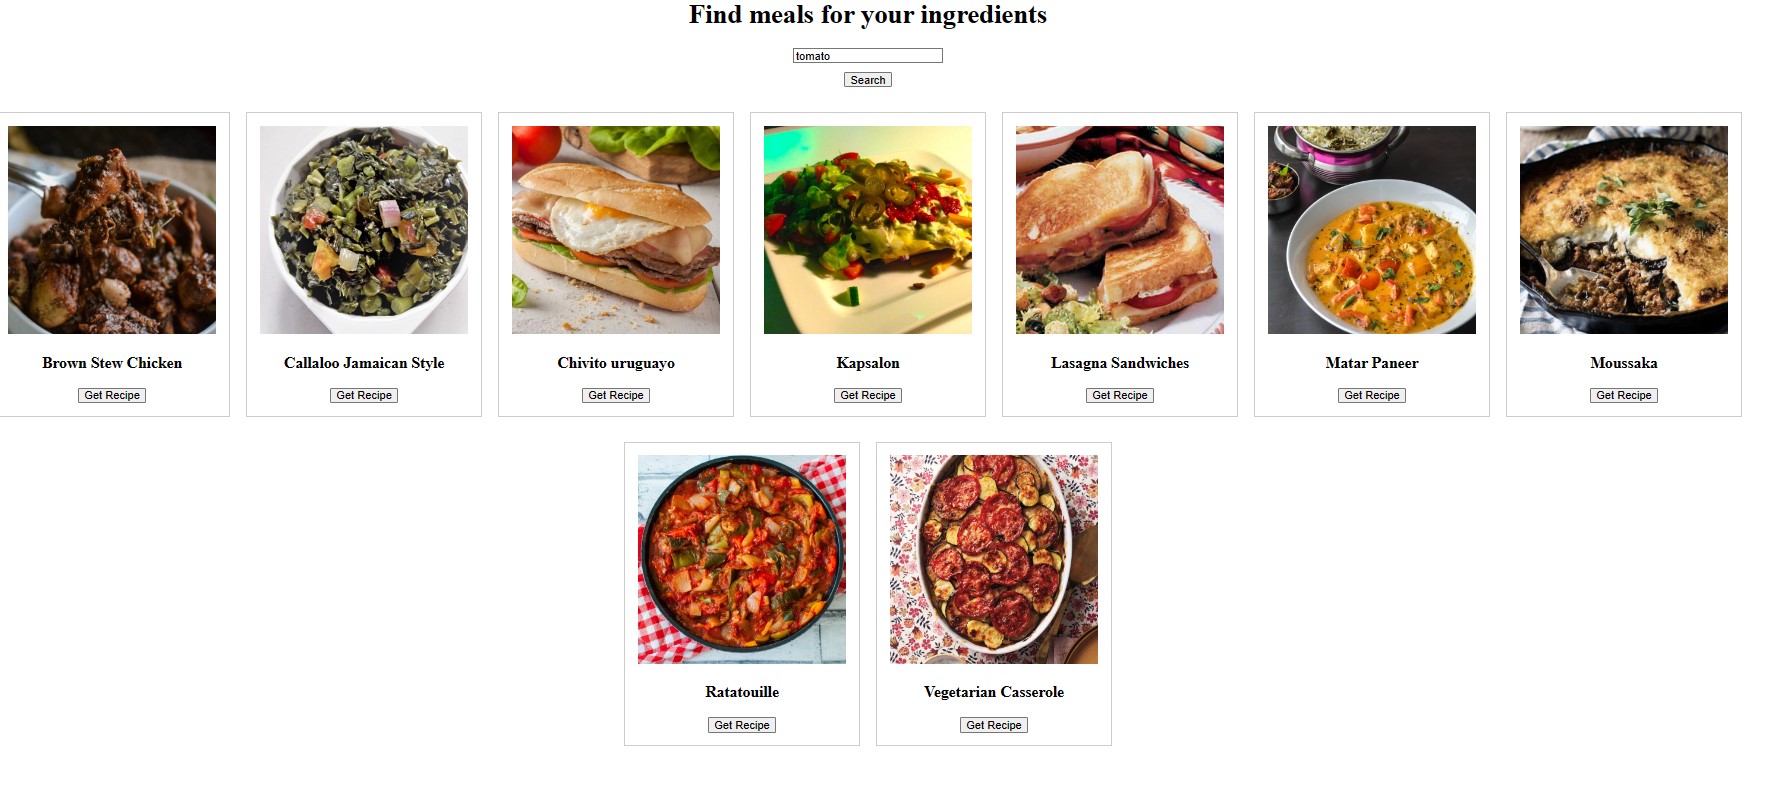 Find meals for your ingredients
tomato
Search
Brown Stew Chicken
Get Recipe
Callaloo Jamaican Style
Get Recipe
Chivito uruguayo
Get Recipe
Kapsalon
Get Recipe
Lasagna Sandwiches
Get Recipe
Matar Paneer
Get Recipe
Moussaka
Get Recipe
Ratatouille
Get Recipe
Vegetarian Casserole
Get Recipe